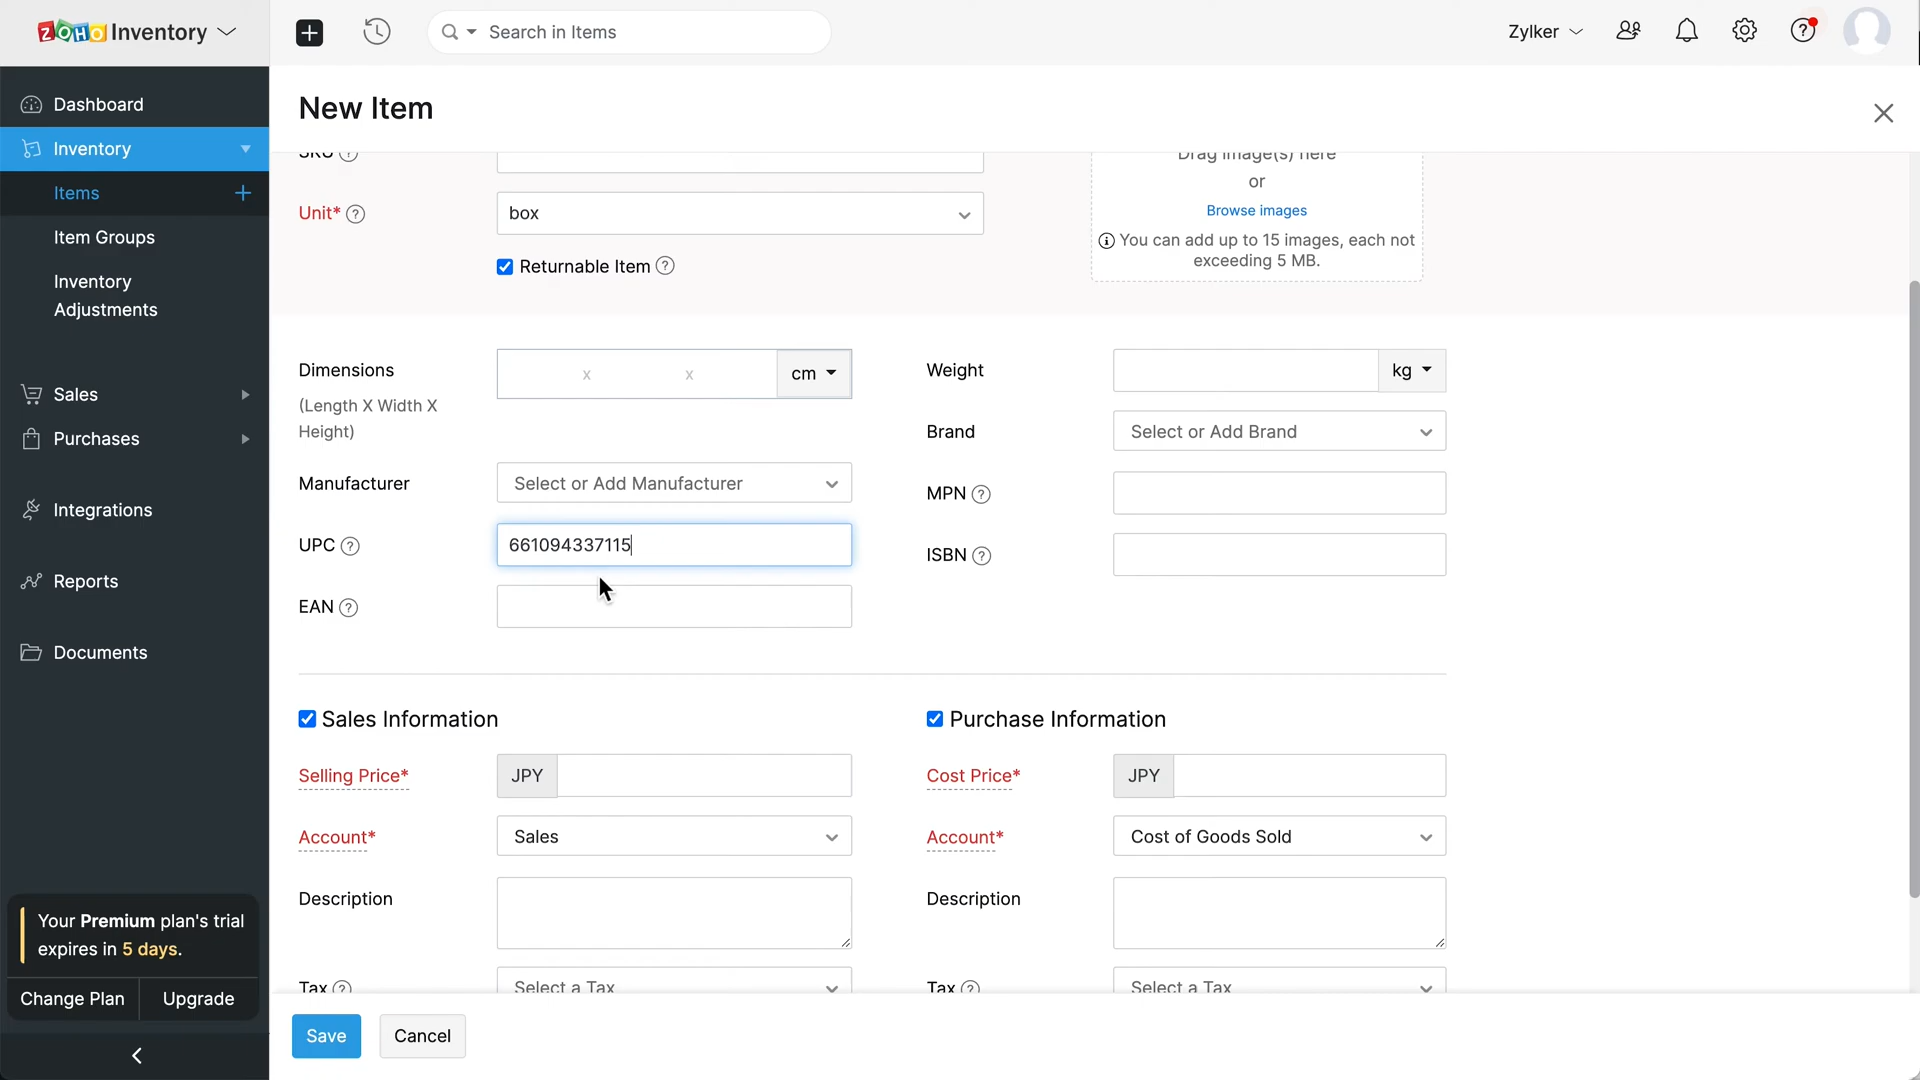 ZOHO Inventory
Search in Items
Zylker
Dashboard
Inventory
Items
Item Groups
Inventory
Adjustments
Sales
Purchases
Integrations
Reports
Documents
Your Premium plan's trial
expires in 5 days.
Change Plan
Upgrade
New Item
SKU
Drag image(s) here
or
Browse images
You can add up to 15 images, each not
exceeding 5 MB.
Unit*
box
Returnable Item
Dimensions
(Length X Width X
Height)
x x
cm
Weight
kg
Brand
Select or Add Brand
Manufacturer
Select or Add Manufacturer
MPN
UPC
661094337115
ISBN
EAN
Sales Information
Purchase Information
Selling Price*
JPY
Cost Price*
JPY
Account*
Sales
Account*
Cost of Goods Sold
Description
Description
Tax
Select a Tax
Tax
Select a Tax
Save
Cancel